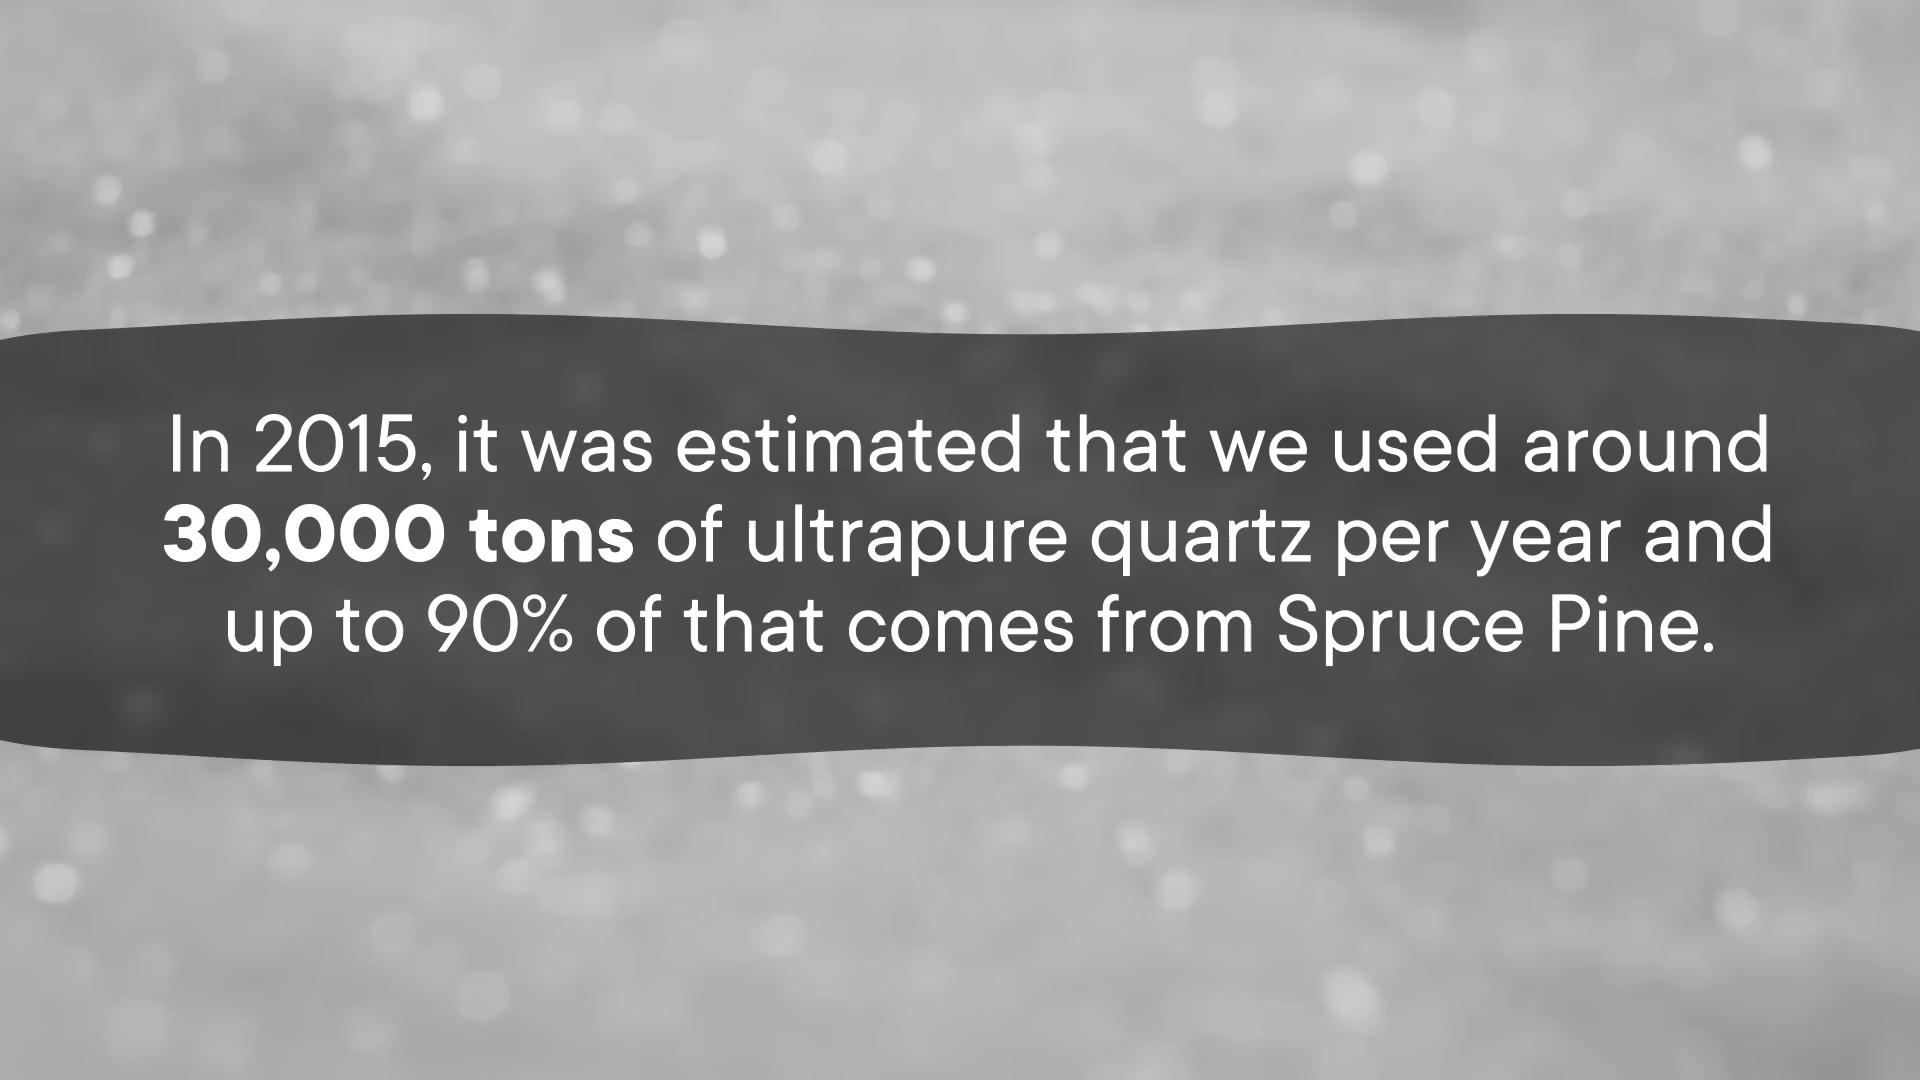 In 2015, it was estimated that we used around
30,000 tons of ultrapure quartz per year and
up to 90% of that comes from Spruce Pine.